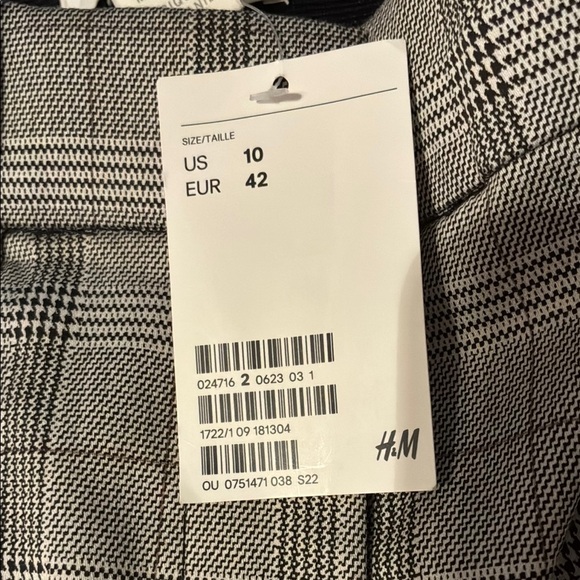 SIZE/TAILLE
US 10
EUR 42
024716 2 0623 03 1
1722/1 09 181304
H&M
OU 0751471 038 S22